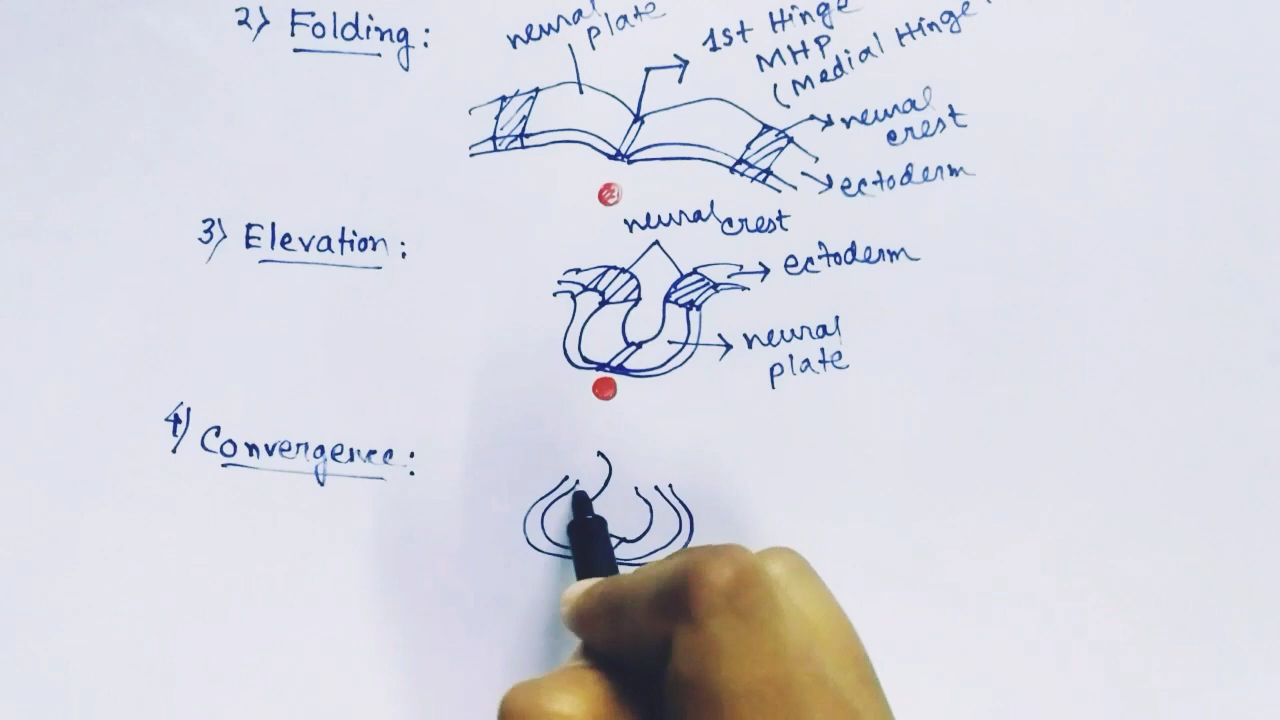 2) Folding:
neural
plate
1st Hinge
MHP
(Medial Hinge
neural
crest
ectoderm
3) Elevation:
neural crest
ectoderm
neural
plate
4) Convergence: